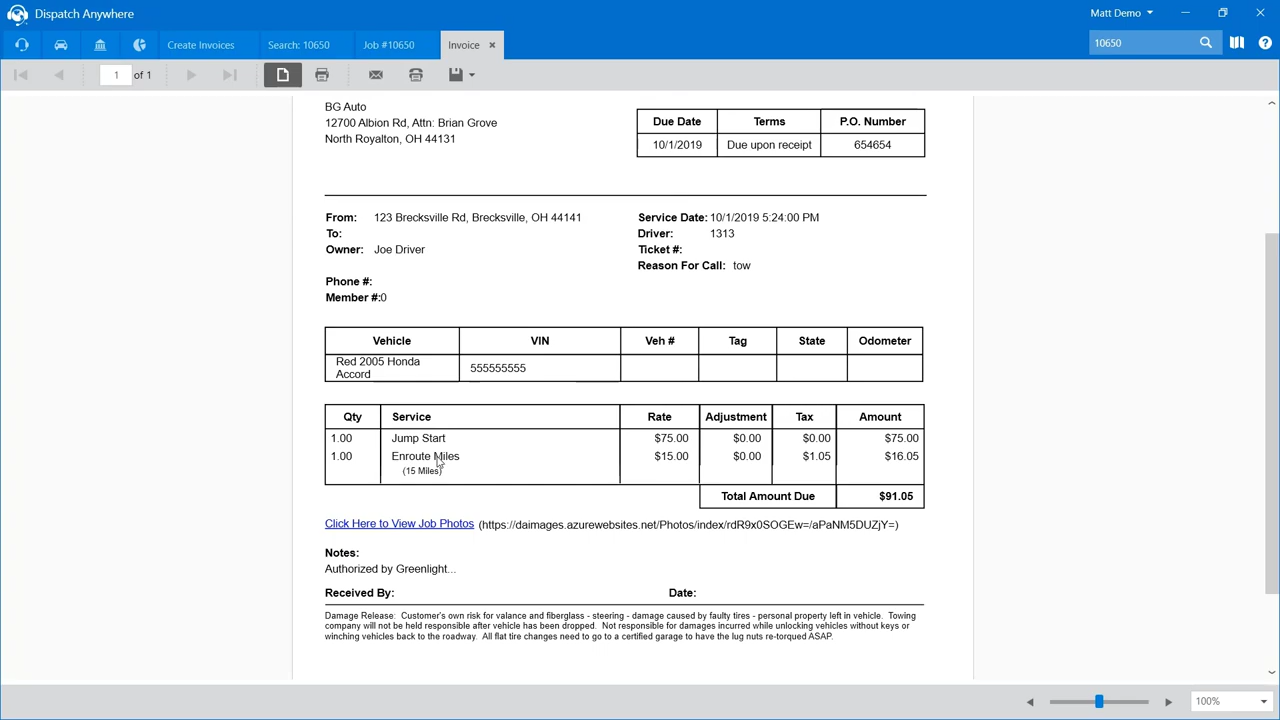 Dispatch Anywhere
Matt Demo
Create Invoices
Search: 10650
Job #10650
Invoice
10650
1 of 1
BG Auto
12700 Albion Rd, Attn: Brian Grove
North Royalton, OH 44131
Due Date Terms P.O. Number
10/1/2019 Due upon receipt 654654
From: 123 Brecksville Rd, Brecksville, OH 44141
To:
Owner: Joe Driver
Phone #:
Member #:0
Service Date: 10/1/2019 5:24:00 PM
Driver: 1313
Ticket #:
Reason For Call: tow
Vehicle VIN Veh # Tag State Odometer
Red 2005 Honda
Accord
555555555
Qty Service Rate Adjustment Tax Amount
1.00 Jump Start $75.00 $0.00 $0.00 $75.00
1.00 Enroute Miles $15.00 $0.00 $1.05 $16.05
(15 Miles)
Total Amount Due $91.05
Click Here to View Job Photos (https://daimages.azurewebsites.net/Photos/index/rdR9x0SOGEw=/aPaNM5DUZjY=)
Notes:
Authorized by Greenlight...
Received By: Date:
Damage Release: Customer's own risk for valance and fiberglass - steering - damage caused by faulty tires - personal property left in vehicle. Towing
company will not be held responsible after vehicle has been dropped. Not responsible for damages incurred while unlocking vehicles without keys or
winching vehicles back to the roadway. All flat tire changes need to go to a certified garage to have the lug nuts re-torqued ASAP.
100%